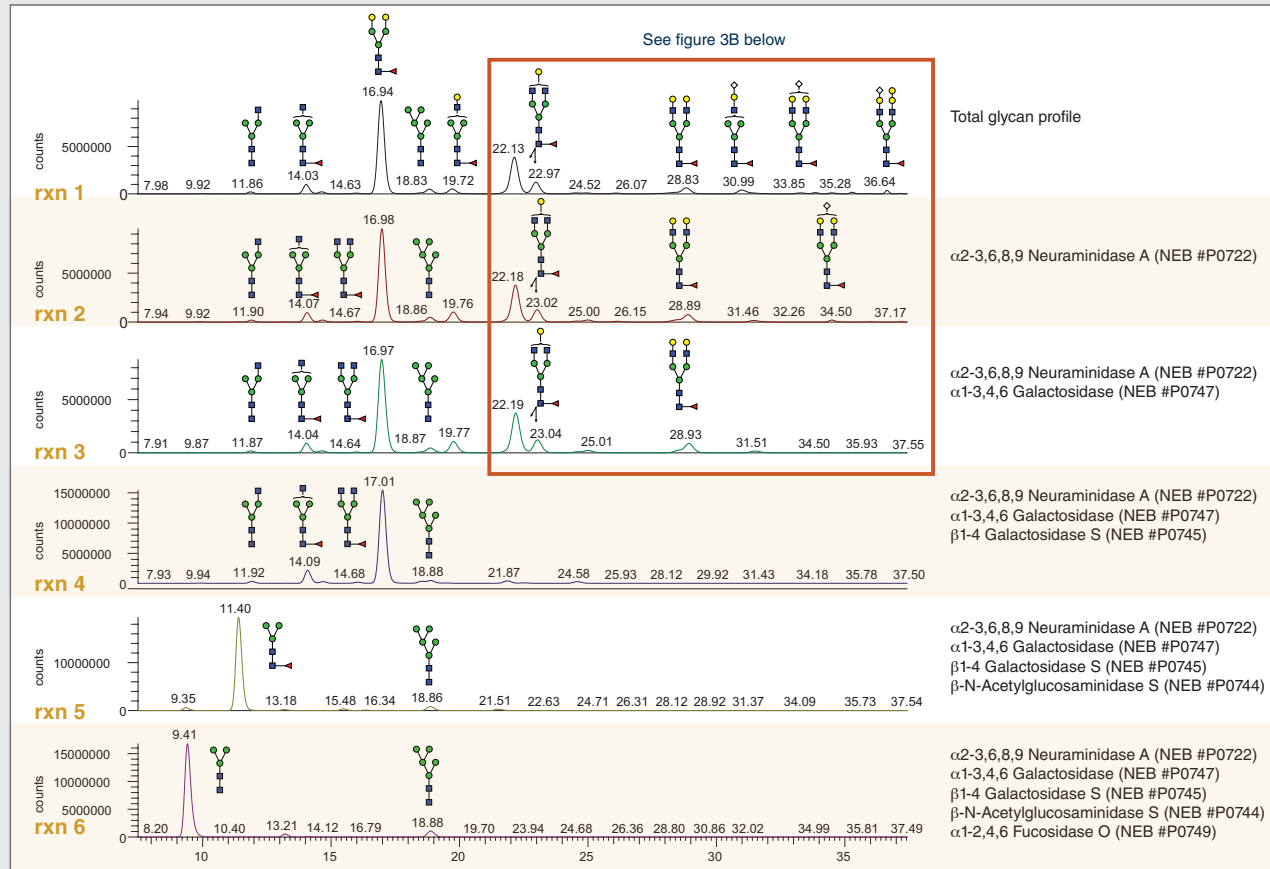 See figure 3B below
16.94
counts
5000000
0
rxn 1
7.98 9.92 11.86 14.03 14.63 18.83 19.72 22.13 22.97 24.52 26.07 28.83 30.99 33.85 35.28 36.64
Total glycan profile
16.98
counts
5000000
0
rxn 2
7.94 9.92 11.90 14.07 14.67 18.86 19.76 22.18 23.02 25.00 26.15 28.89 31.46 32.26 34.50 37.17
α2-3,6,8,9 Neuraminidase A (NEB #P0722)
16.97
counts
5000000
0
rxn 3
7.91 9.87 11.87 14.04 14.64 18.87 19.77 22.19 23.04 25.01 28.93 31.51 34.50 35.93 37.55
α2-3,6,8,9 Neuraminidase A (NEB #P0722)
α1-3,4,6 Galactosidase (NEB #P0747)
17.01
counts
15000000
10000000
5000000
0
rxn 4
7.93 9.94 11.92 14.09 14.68 18.88 21.87 24.58 25.93 28.12 29.92 31.43 34.18 35.78 37.50
α2-3,6,8,9 Neuraminidase A (NEB #P0722)
α1-3,4,6 Galactosidase (NEB #P0747)
β1-4 Galactosidase S (NEB #P0745)
11.40
counts
10000000
0
rxn 5
9.35 13.18 15.48 16.34 18.86 21.51 22.63 24.71 26.31 28.12 28.92 31.37 34.09 35.73 37.54
α2-3,6,8,9 Neuraminidase A (NEB #P0722)
α1-3,4,6 Galactosidase (NEB #P0747)
β1-4 Galactosidase S (NEB #P0745)
β-N-Acetylglucosaminidase S (NEB #P0744)
9.41
counts
15000000
10000000
5000000
0
rxn 6
8.20 10.40 13.21 14.12 16.79 18.88 19.70 23.94 24.68 26.36 28.80 30.86 32.02 34.99 35.81 37.49
α2-3,6,8,9 Neuraminidase A (NEB #P0722)
α1-3,4,6 Galactosidase (NEB #P0747)
β1-4 Galactosidase S (NEB #P0745)
β-N-Acetylglucosaminidase S (NEB #P0744)
α1-2,4,6 Fucosidase O (NEB #P0749)
10 15 20 25 30 35